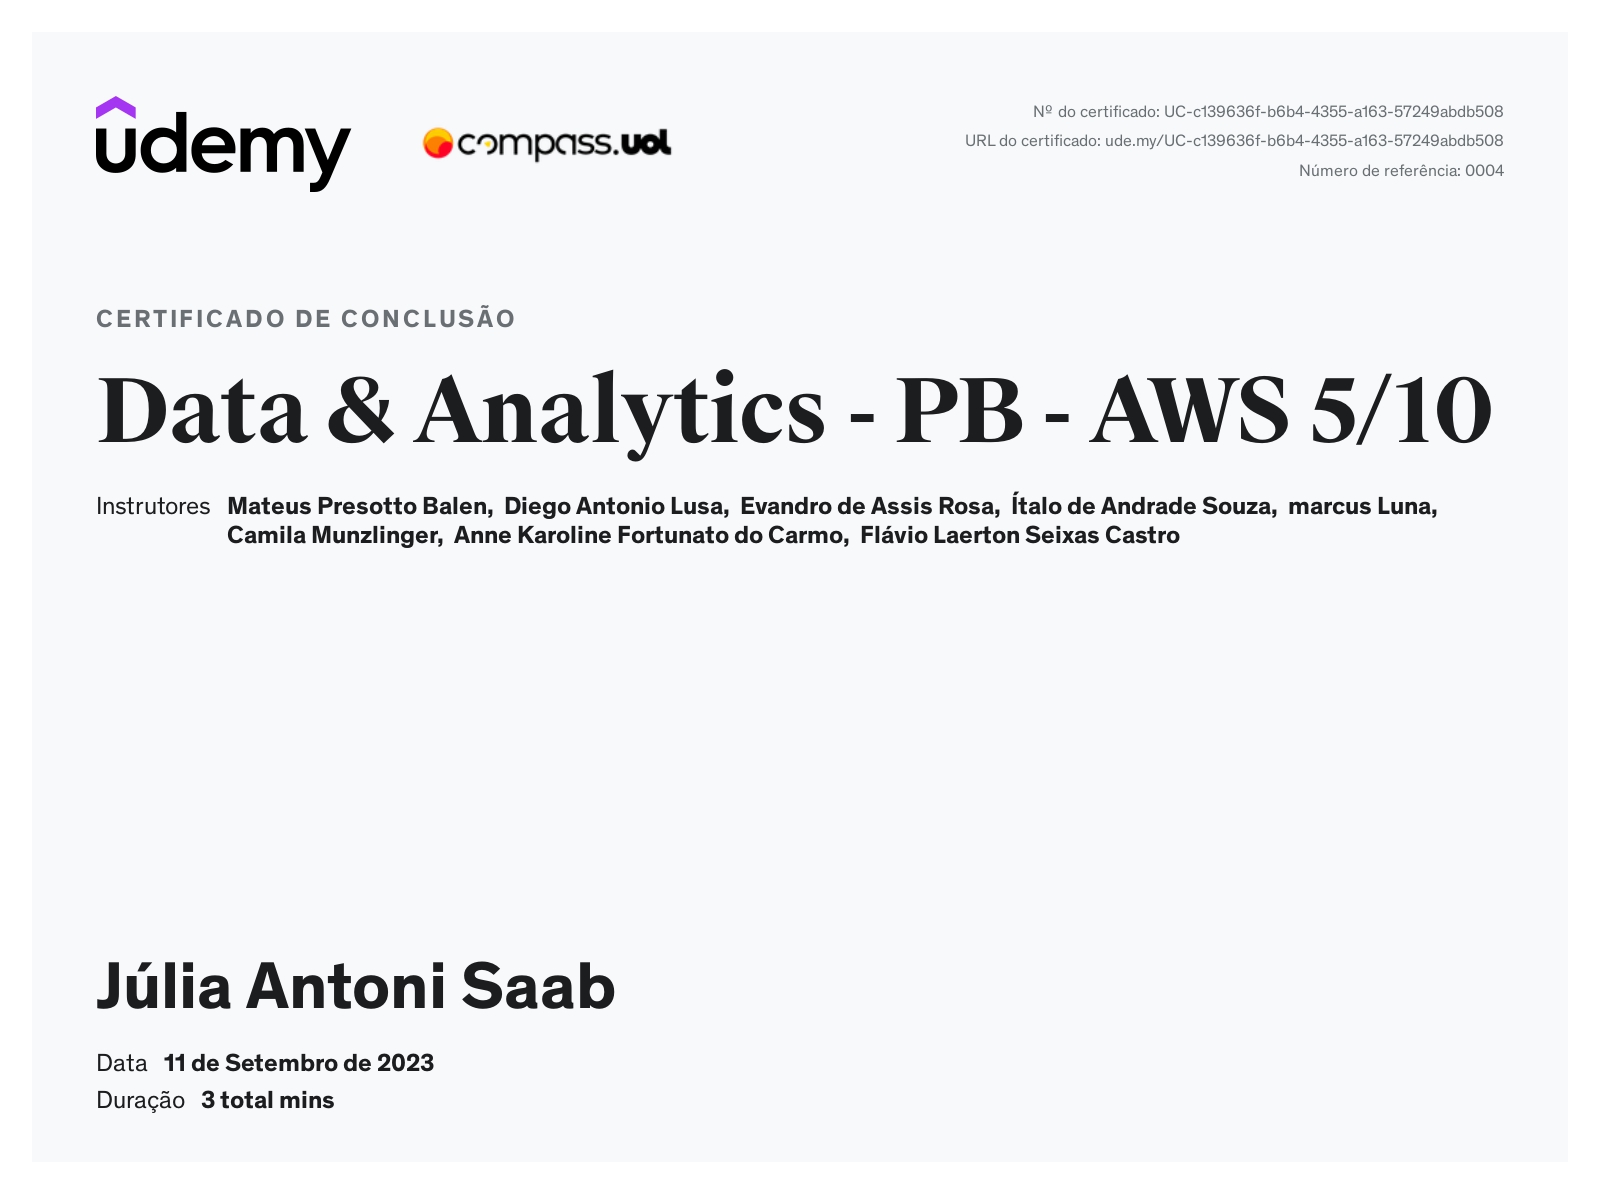 udemy
compass.uol
Nº do certificado: UC-c139636f-b6b4-4355-a163-57249abdb508
URL do certificado: ude.my/UC-c139636f-b6b4-4355-a163-57249abdb508
Número de referência: 0004
CERTIFICADO DE CONCLUSÃO
Data & Analytics - PB - AWS 5/10
Instrutores Mateus Presotto Balen, Diego Antonio Lusa, Evandro de Assis Rosa, Ítalo de Andrade Souza, marcus Luna,
Camila Munzlinger, Anne Karoline Fortunato do Carmo, Flávio Laerton Seixas Castro
Júlia Antoni Saab
Data 11 de Setembro de 2023
Duração 3 total mins